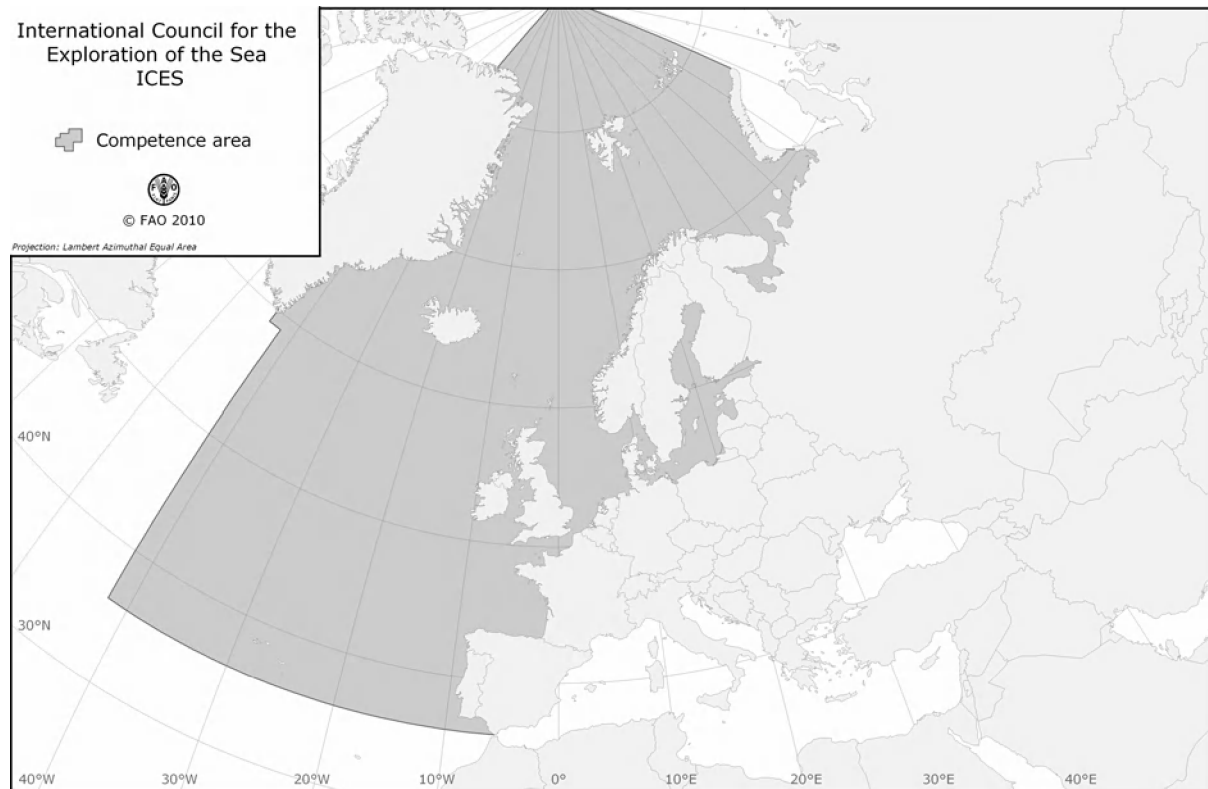 International Council for the
Exploration of the Sea
ICES
Competence area
F A O
© FAO 2010
Projection: Lambert Azimuthal Equal Area
40°N
30°N
40°W 30°W 20°W 10°W 0° 10°E 20°E 30°E 40°E